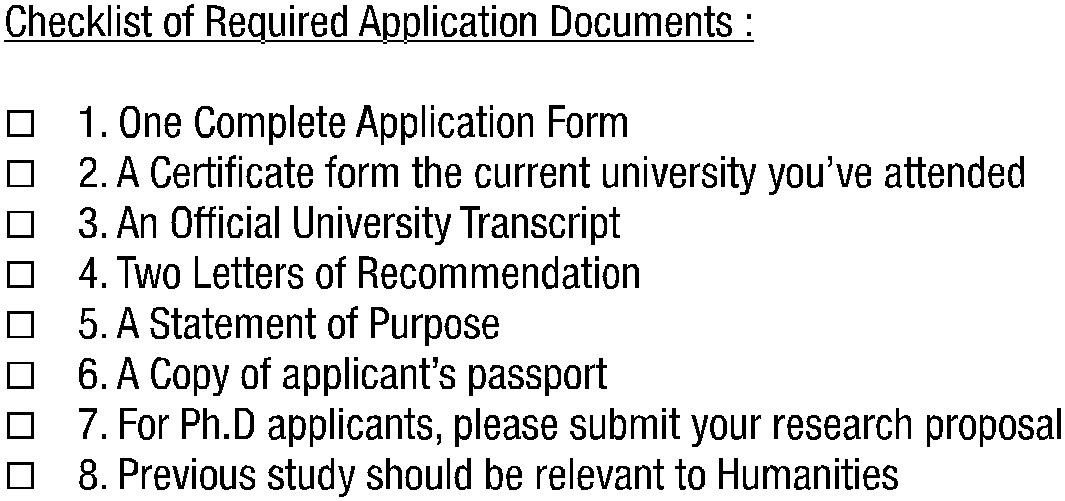 Checklist of Required Application Documents :
☐ 1. One Complete Application Form
☐ 2. A Certificate form the current university you've attended
☐ 3. An Official University Transcript
☐ 4. Two Letters of Recommendation
☐ 5. A Statement of Purpose
☐ 6. A Copy of applicant's passport
☐ 7. For Ph.D applicants, please submit your research proposal
☐ 8. Previous study should be relevant to Humanities